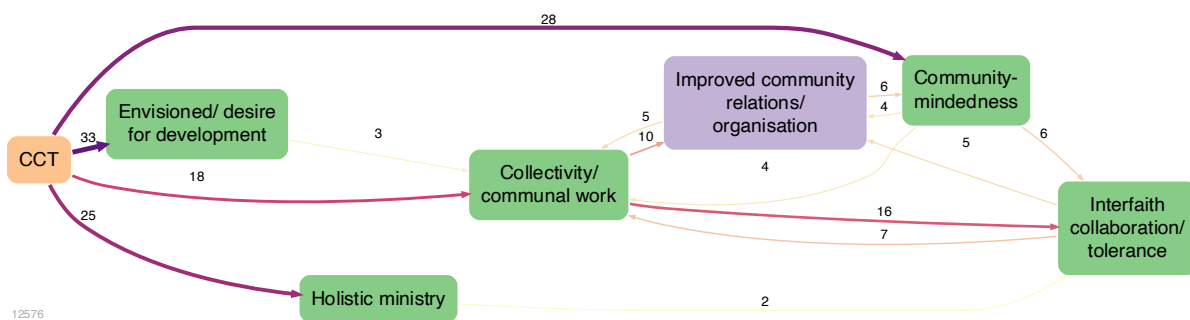 28
Improved community
relations/
organisation
6
4
Community-
mindedness
Envisioned/ desire
for development
33
3
5
10
CCT
18
Collectivity/
communal work
4
5
6
25
16
7
Interfaith
collaboration/
tolerance
Holistic ministry
2
12576